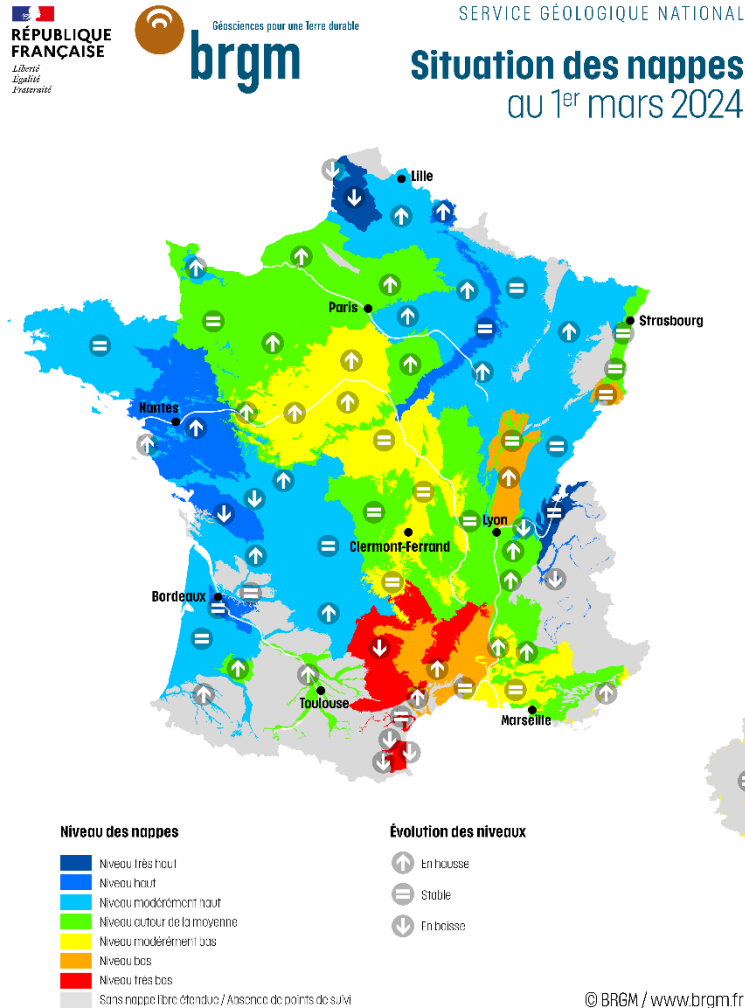 RÉPUBLIQUE
FRANÇAISE
Liberté
Égalité
Fraternité
Géosciences pour une Terre durable
brgm
SERVICE GÉOLOGIQUE NATIONAL
Situation des nappes
au 1er mars 2024
Lille
Paris
Strasbourg
Nantes
Lyon
Clermont-Ferrand
Bordeaux
Toulouse
Marseille
Niveau des nappes
Niveau très haut
Niveau haut
Niveau modérément haut
Niveau autour de la moyenne
Niveau modérément bas
Niveau bas
Niveau très bas
Sans nappe libre étendue / Absence de points de suivi
Évolution des niveaux
En hausse
Stable
En baisse
© BRGM / www.brgm.fr